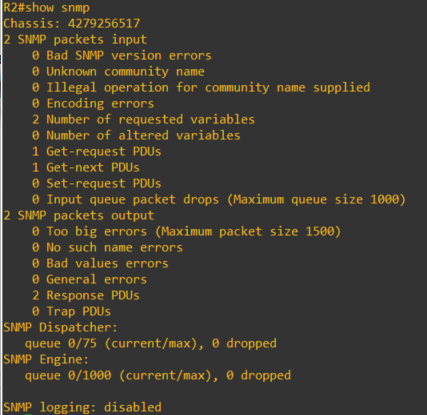 R2#show snmp
Chassis: 4279256517
2 SNMP packets input
    0 Bad SNMP version errors
    0 Unknown community name
    0 Illegal operation for community name supplied
    0 Encoding errors
    2 Number of requested variables
    0 Number of altered variables
    1 Get-request PDUs
    1 Get-next PDUs
    0 Set-request PDUs
    0 Input queue packet drops (Maximum queue size 1000)
2 SNMP packets output
    0 Too big errors (Maximum packet size 1500)
    0 No such name errors
    0 Bad values errors
    0 General errors
    2 Response PDUs
    0 Trap PDUs
SNMP Dispatcher:
   queue 0/75 (current/max), 0 dropped
SNMP Engine:
   queue 0/1000 (current/max), 0 dropped

SNMP logging: disabled